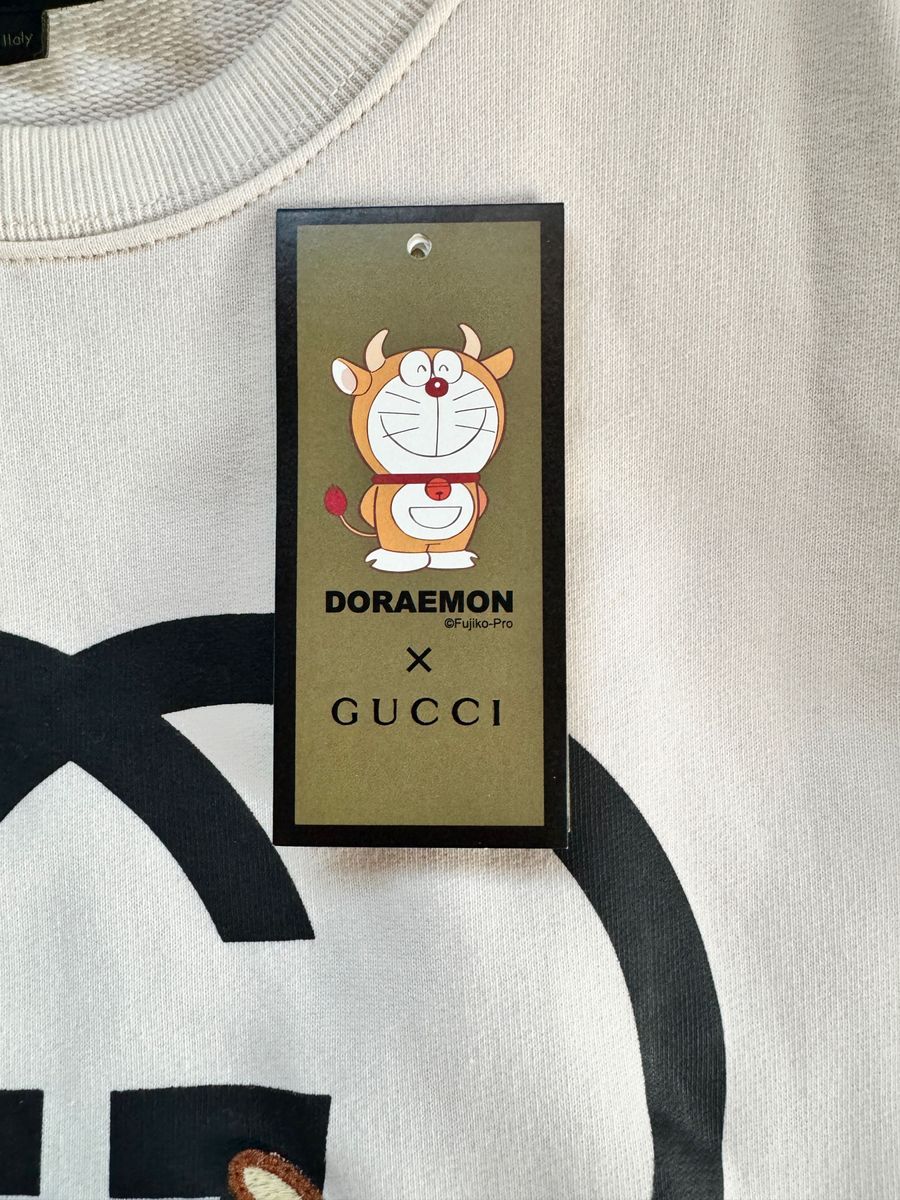 Italy
DORAEMON
©Fujiko-Pro
×
GUCCI